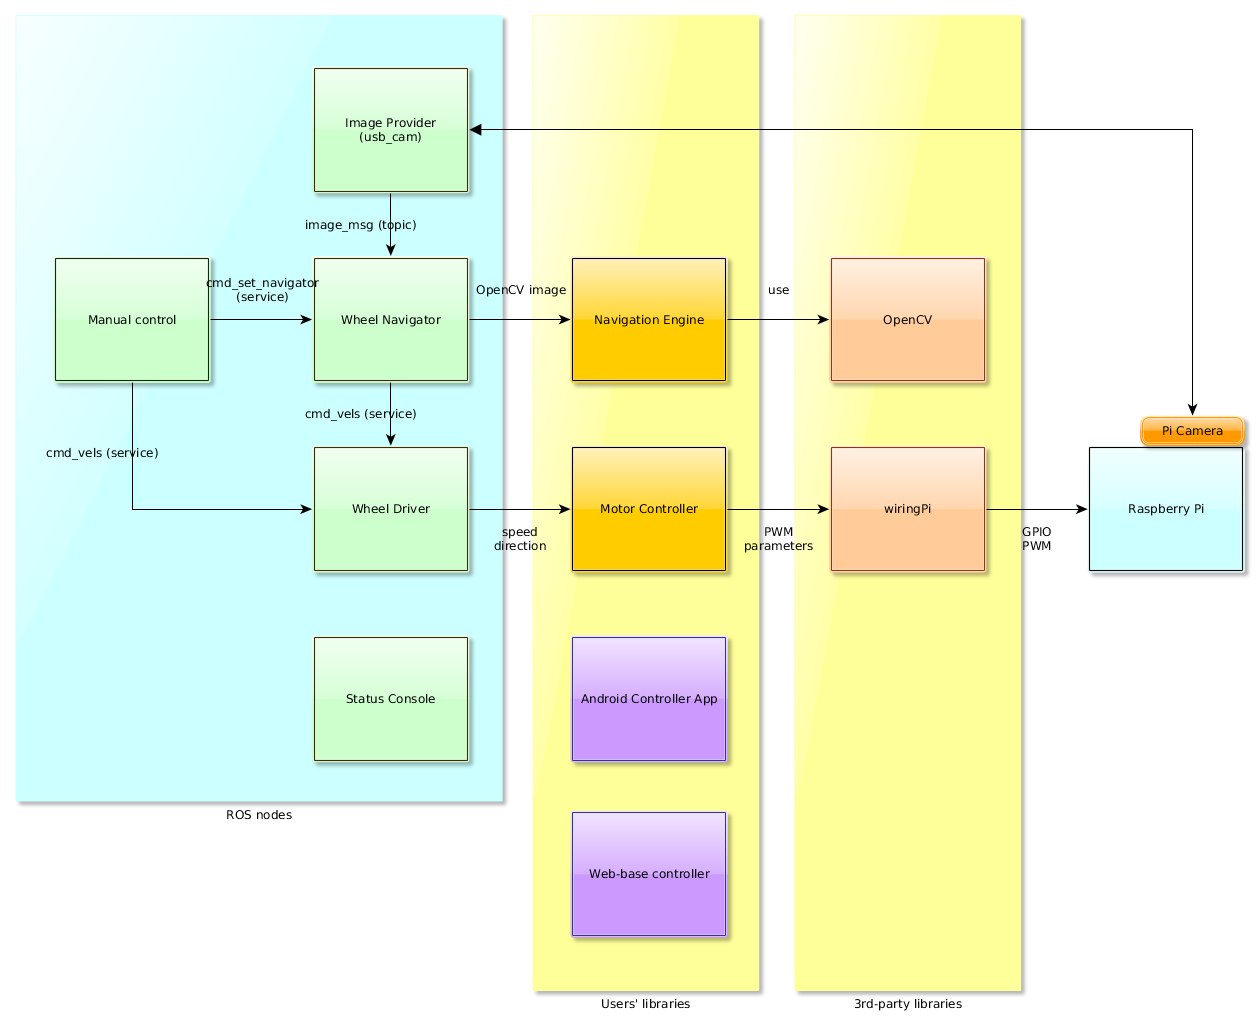 Image Provider
(usb_cam)
image_msg (topic)
cmd_set_navigator
(service)
OpenCV image
use
Manual control
Wheel Navigator
Navigation Engine
OpenCV
cmd_vels (service)
Pi Camera
cmd_vels (service)
Wheel Driver
Motor Controller
wiringPi
Raspberry Pi
speed
direction
PWM
parameters
GPIO
PWM
Status Console
Android Controller App
ROS nodes
Web-base controller
Users' libraries
3rd-party libraries